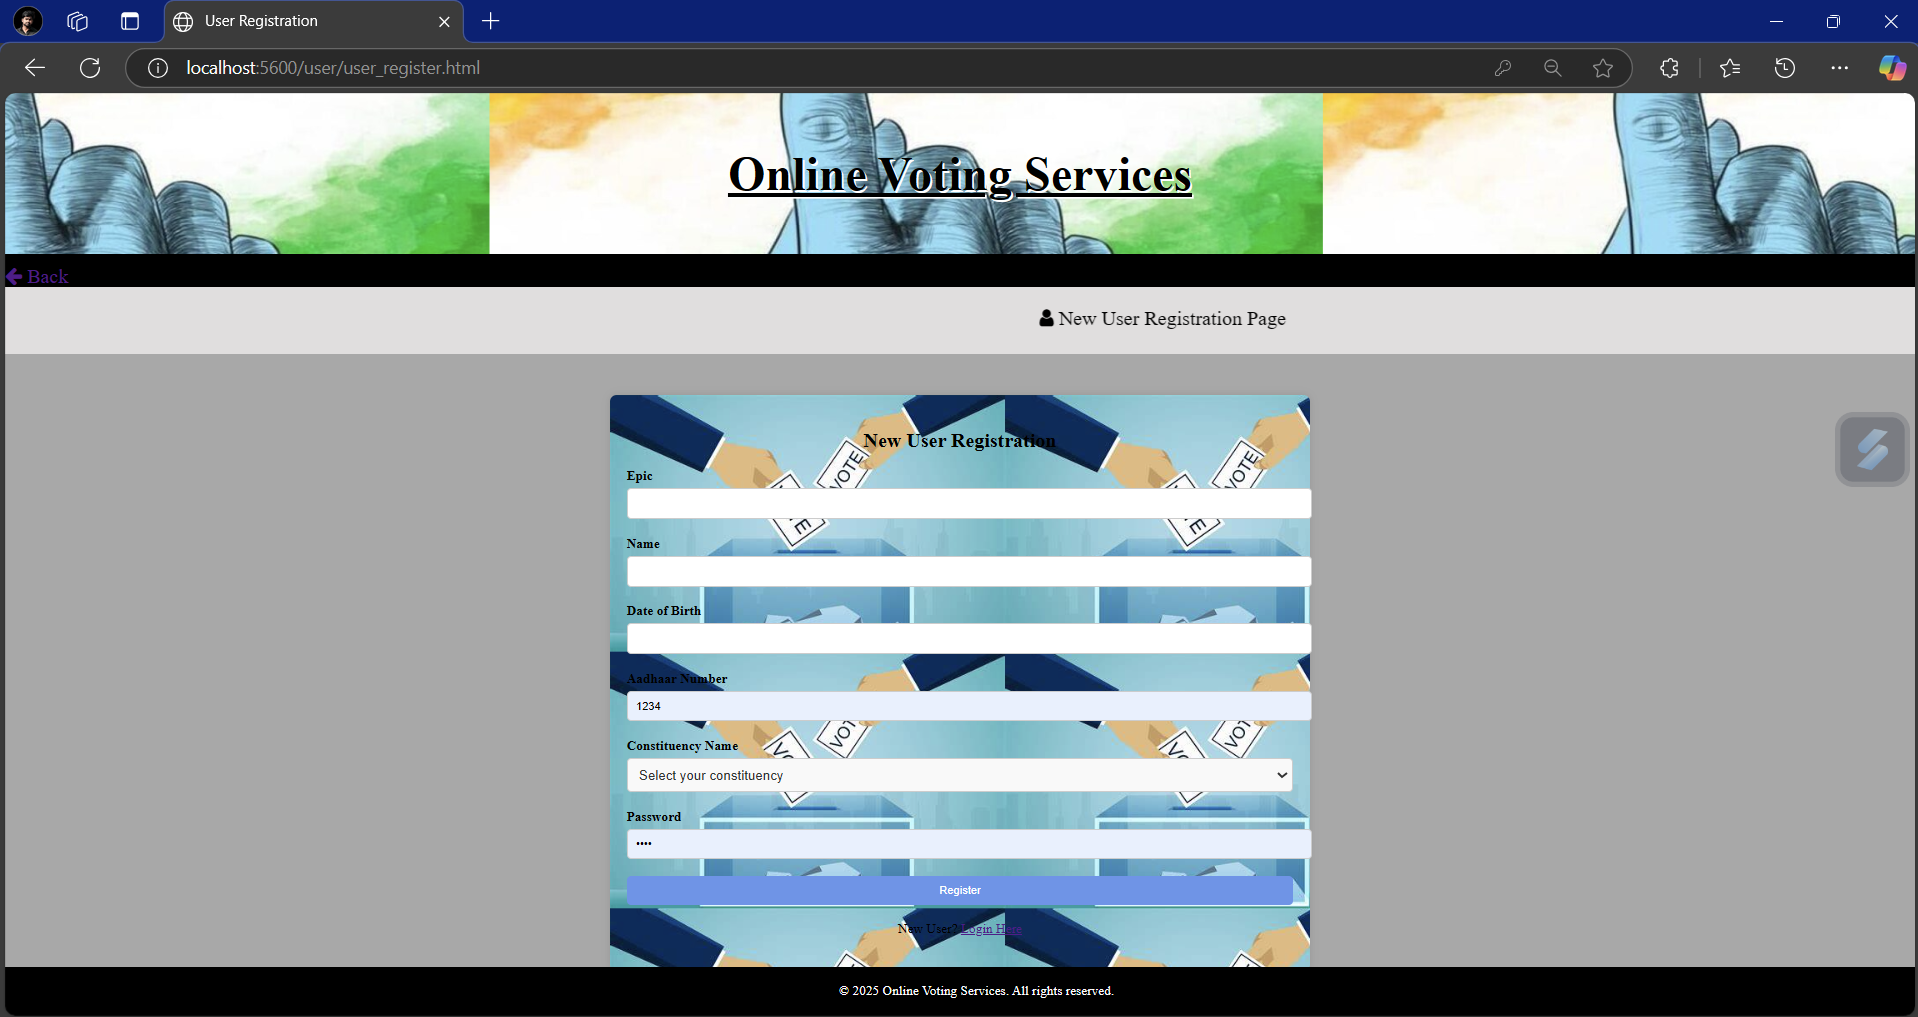 User Registration
localhost:5600/user/user_register.html
Online Voting Services
Back
New User Registration Page
New User Registration
VOTE
VOTE
Epic
Name
Date of Birth
Aadhaar Number
1234
Constituency Name
Select your constituency
Password
••••
Register
New User? Login Here
© 2025 Online Voting Services. All rights reserved.